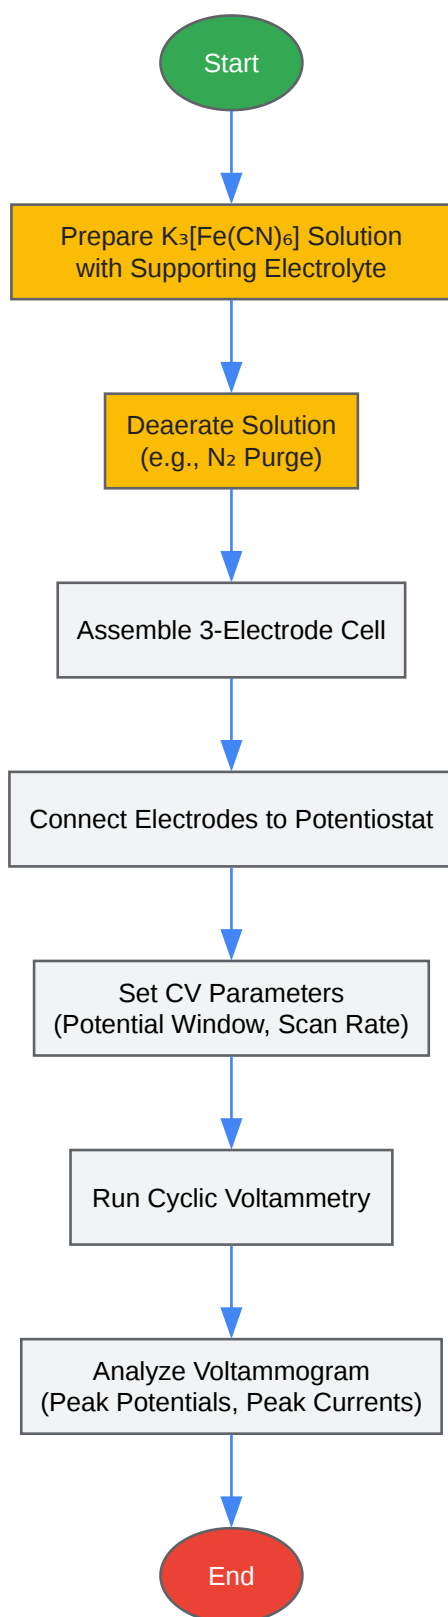 Start
Prepare K₃[Fe(CN)₆] Solution
with Supporting Electrolyte
Deaerate Solution
(e.g., N₂ Purge)
Assemble 3-Electrode Cell
Connect Electrodes to Potentiostat
Set CV Parameters
(Potential Window, Scan Rate)
Run Cyclic Voltammetry
Analyze Voltammogram
(Peak Potentials, Peak Currents)
End